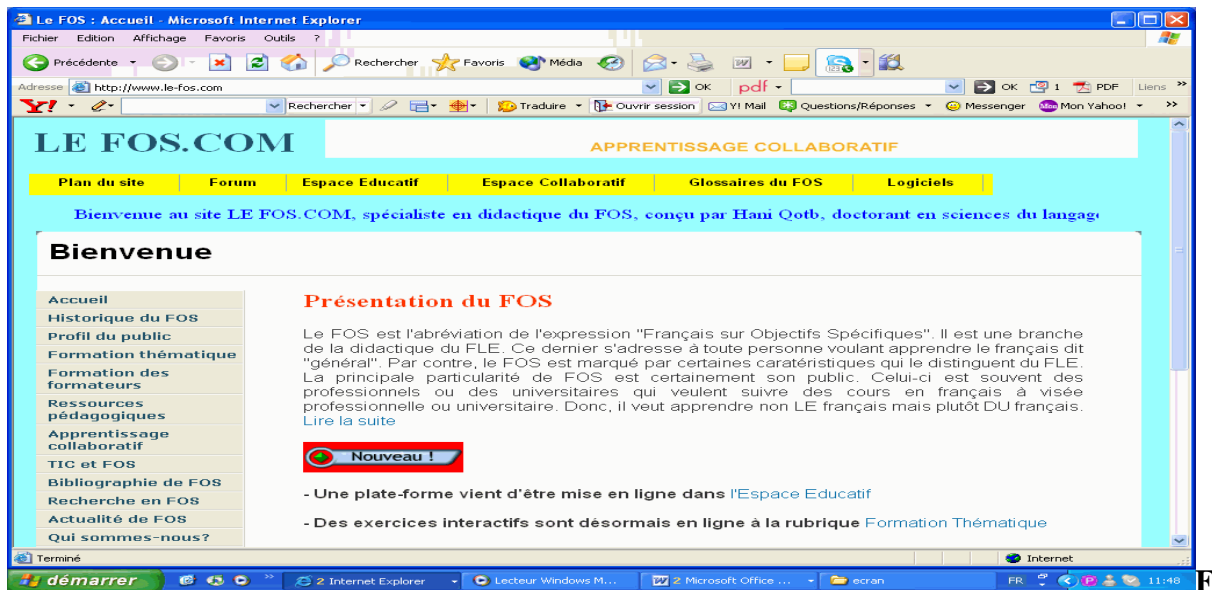 Le FOS : Accueil - Microsoft Internet Explorer
Fichier Edition Affichage Favoris Outils ?
Précédente Rechercher Favoris Média
Adresse http://www.le-fos.com OK pdf OK 1 PDF Liens »
Y! Rechercher Traduire Ouvrir session Y! Mail Questions/Réponses Messenger Mon Yahoo! »
LE FOS.COM
APPRENTISSAGE COLLABORATIF
Plan du site Forum Espace Educatif Espace Collaboratif Glossaires du FOS Logiciels
Bienvenue au site LE FOS.COM, spécialiste en didactique du FOS, conçu par Hani Qotb, doctorant en sciences du langag
Bienvenue
Accueil
Historique du FOS
Profil du public
Formation thématique
Formation des
formateurs
Ressources
pédagogiques
Apprentissage
collaboratif
TIC et FOS
Bibliographie de FOS
Recherche en FOS
Actualité de FOS
Qui sommes-nous?
Présentation du FOS
Le FOS est l'abréviation de l'expression "Français sur Objectifs Spécifiques". Il est une branche
de la didactique du FLE. Ce dernier s'adresse à toute personne voulant apprendre le français dit
"général". Par contre, le FOS est marqué par certaines caratéristiques qui le distinguent du FLE.
La principale particularité de FOS est certainement son public. Celui-ci est souvent des
professionnels ou des universitaires qui veulent suivre des cours en français à visée
professionnelle ou universitaire. Donc, il veut apprendre non LE français mais plutôt DU français.
Lire la suite
Nouveau !
- Une plate-forme vient d'être mise en ligne dans l'Espace Educatif
- Des exercices interactifs sont désormais en ligne à la rubrique Formation Thématique
Terminé Internet
démarrer » 2 Internet Explorer Lecteur Windows M... 2 Microsoft Office ... ecran FR 11:48
F